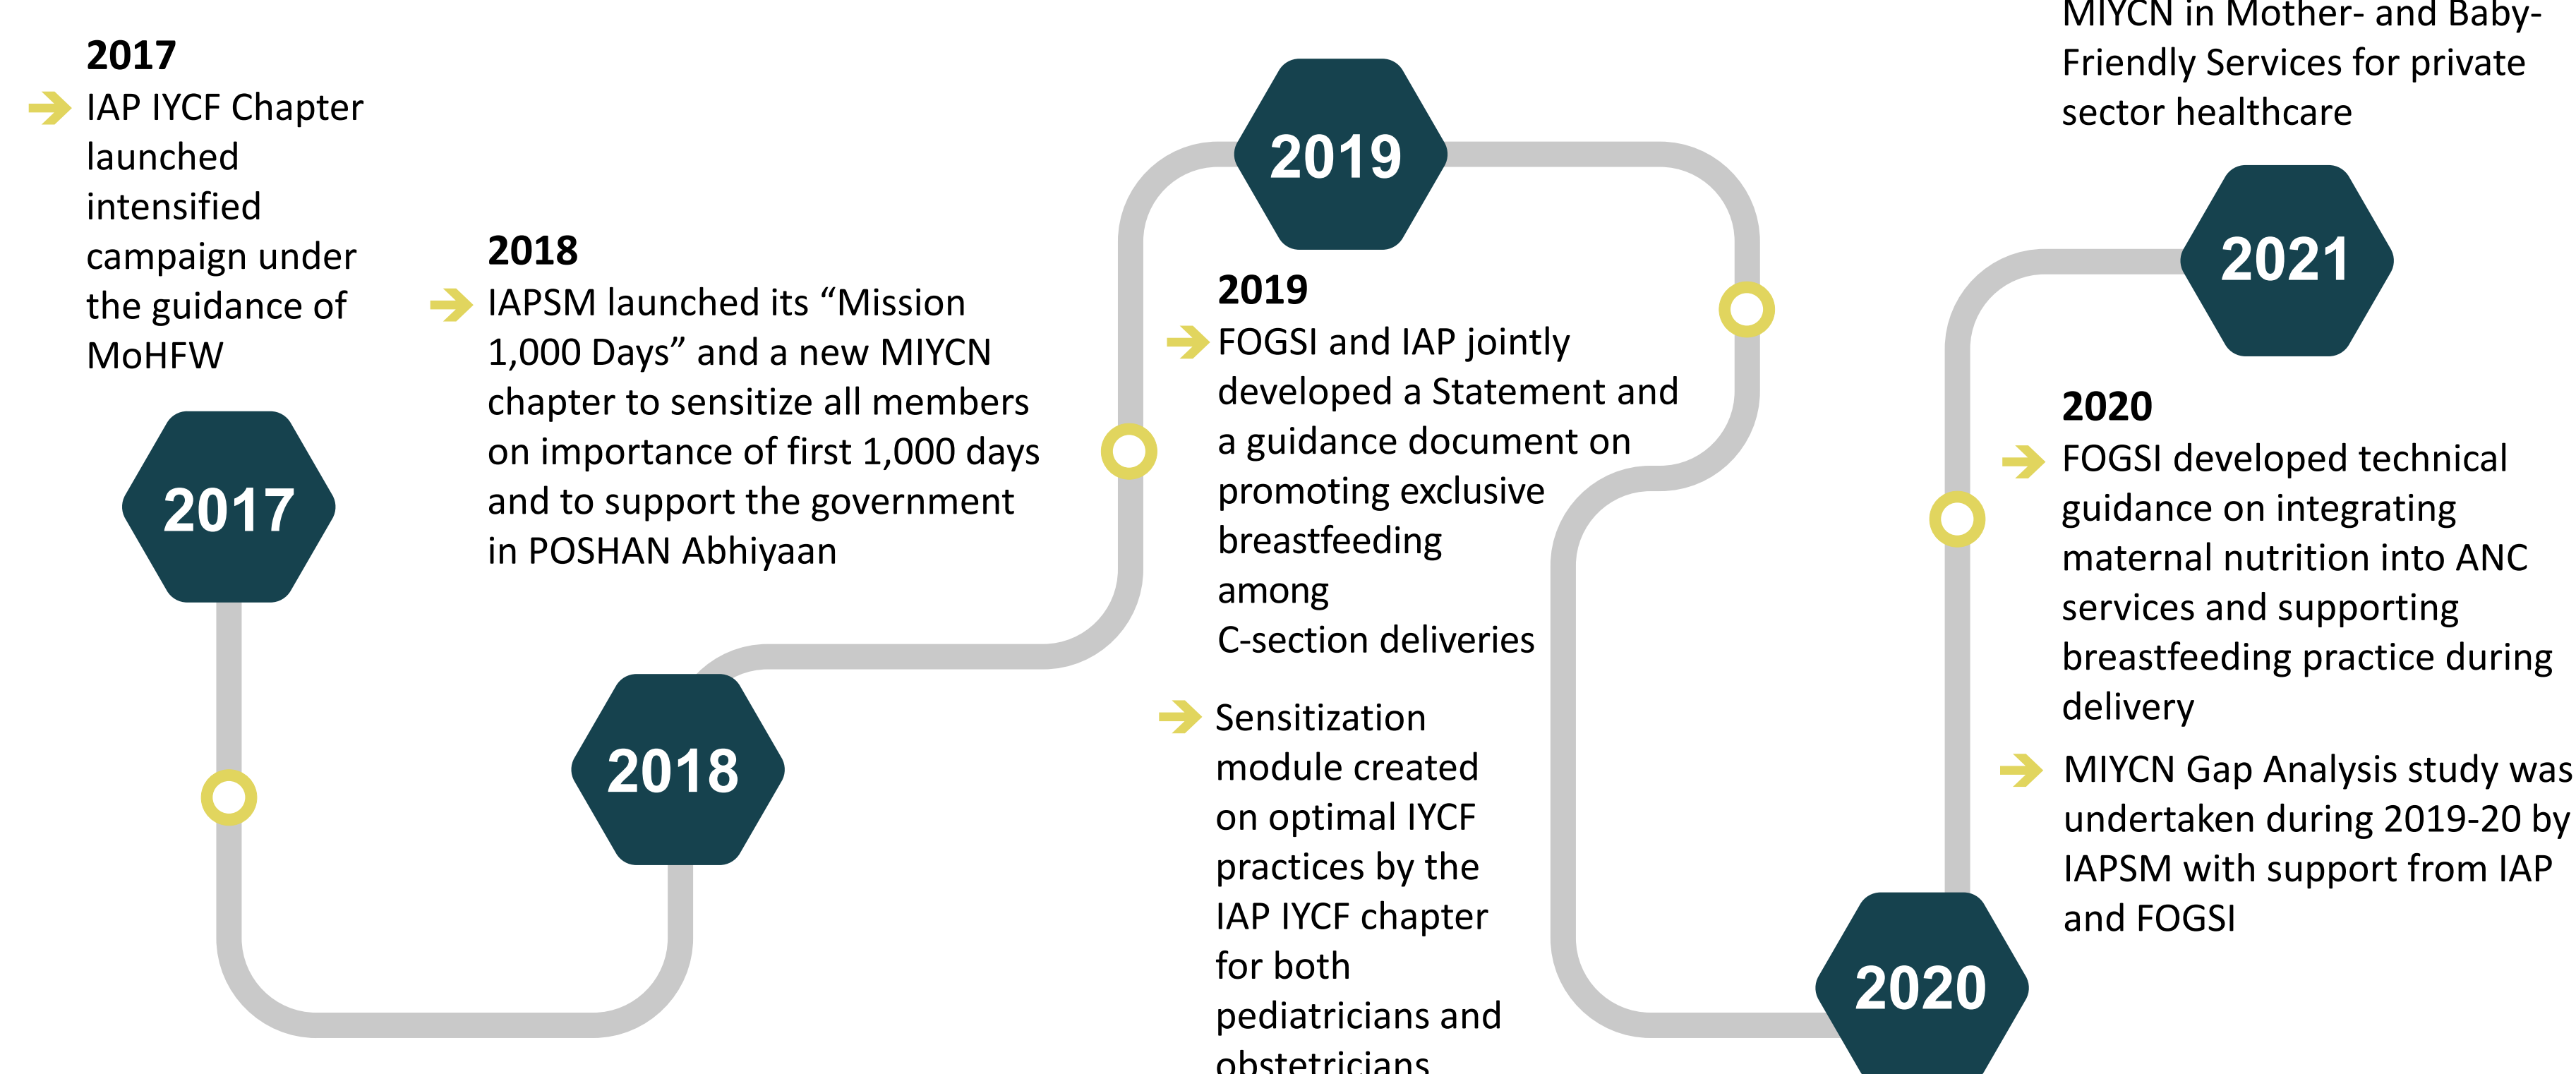 2017
IAP IYCF Chapter
launched
intensified
campaign under
the guidance of
MoHFW
2017
2018
IAPSM launched its “Mission
1,000 Days” and a new MIYCN
chapter to sensitize all members
on importance of first 1,000 days
and to support the government
in POSHAN Abhiyaan
2018
2019
2019
FOGSI and IAP jointly
developed a Statement and
a guidance document on
promoting exclusive
breastfeeding
among
C-section deliveries
Sensitization
module created
on optimal IYCF
practices by the
IAP IYCF chapter
for both
pediatricians and
obstetricians
MIYCN in Mother- and Baby-
Friendly Services for private
sector healthcare
2021
2020
FOGSI developed technical
guidance on integrating
maternal nutrition into ANC
services and supporting
breastfeeding practice during
delivery
MIYCN Gap Analysis study was
undertaken during 2019-20 by
IAPSM with support from IAP
and FOGSI
2020